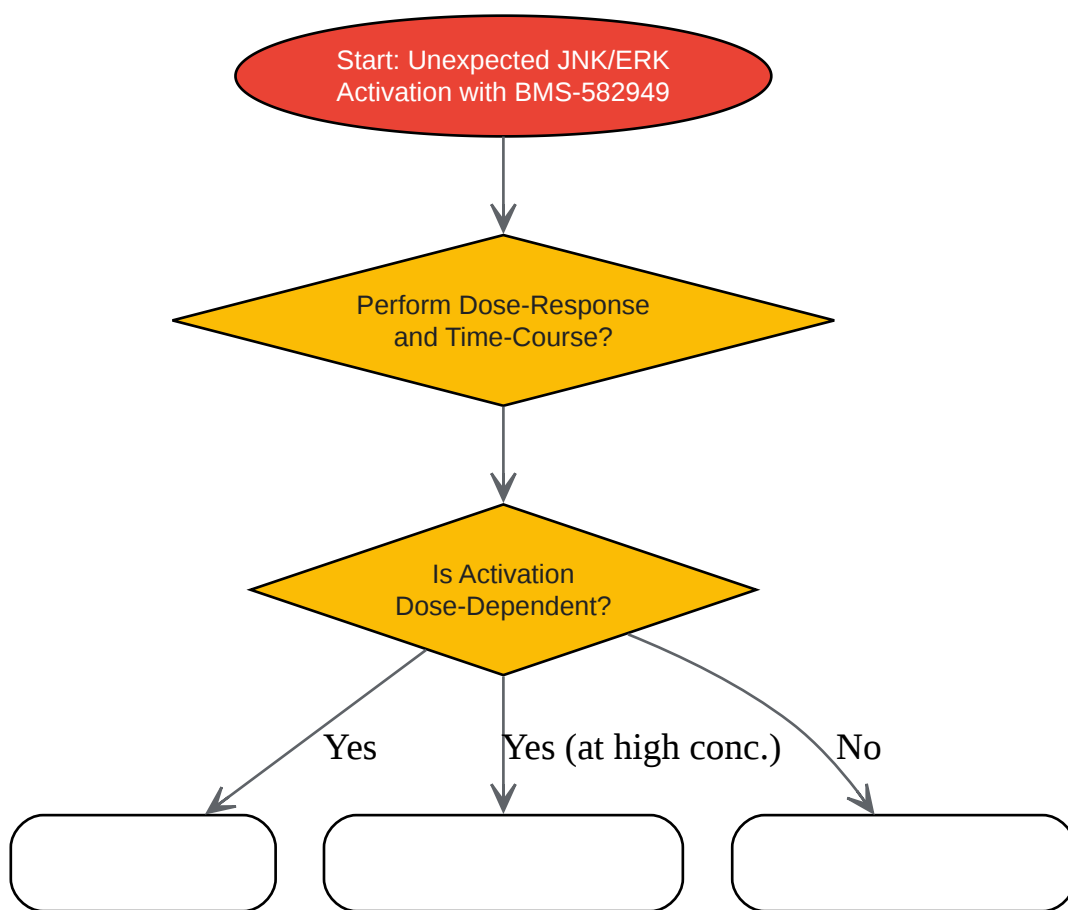 Start: Unexpected JNK/ERK
Activation with BMS-582949
Perform Dose-Response
and Time-Course?
Is Activation
Dose-Dependent?
Yes
Yes (at high conc.)
No